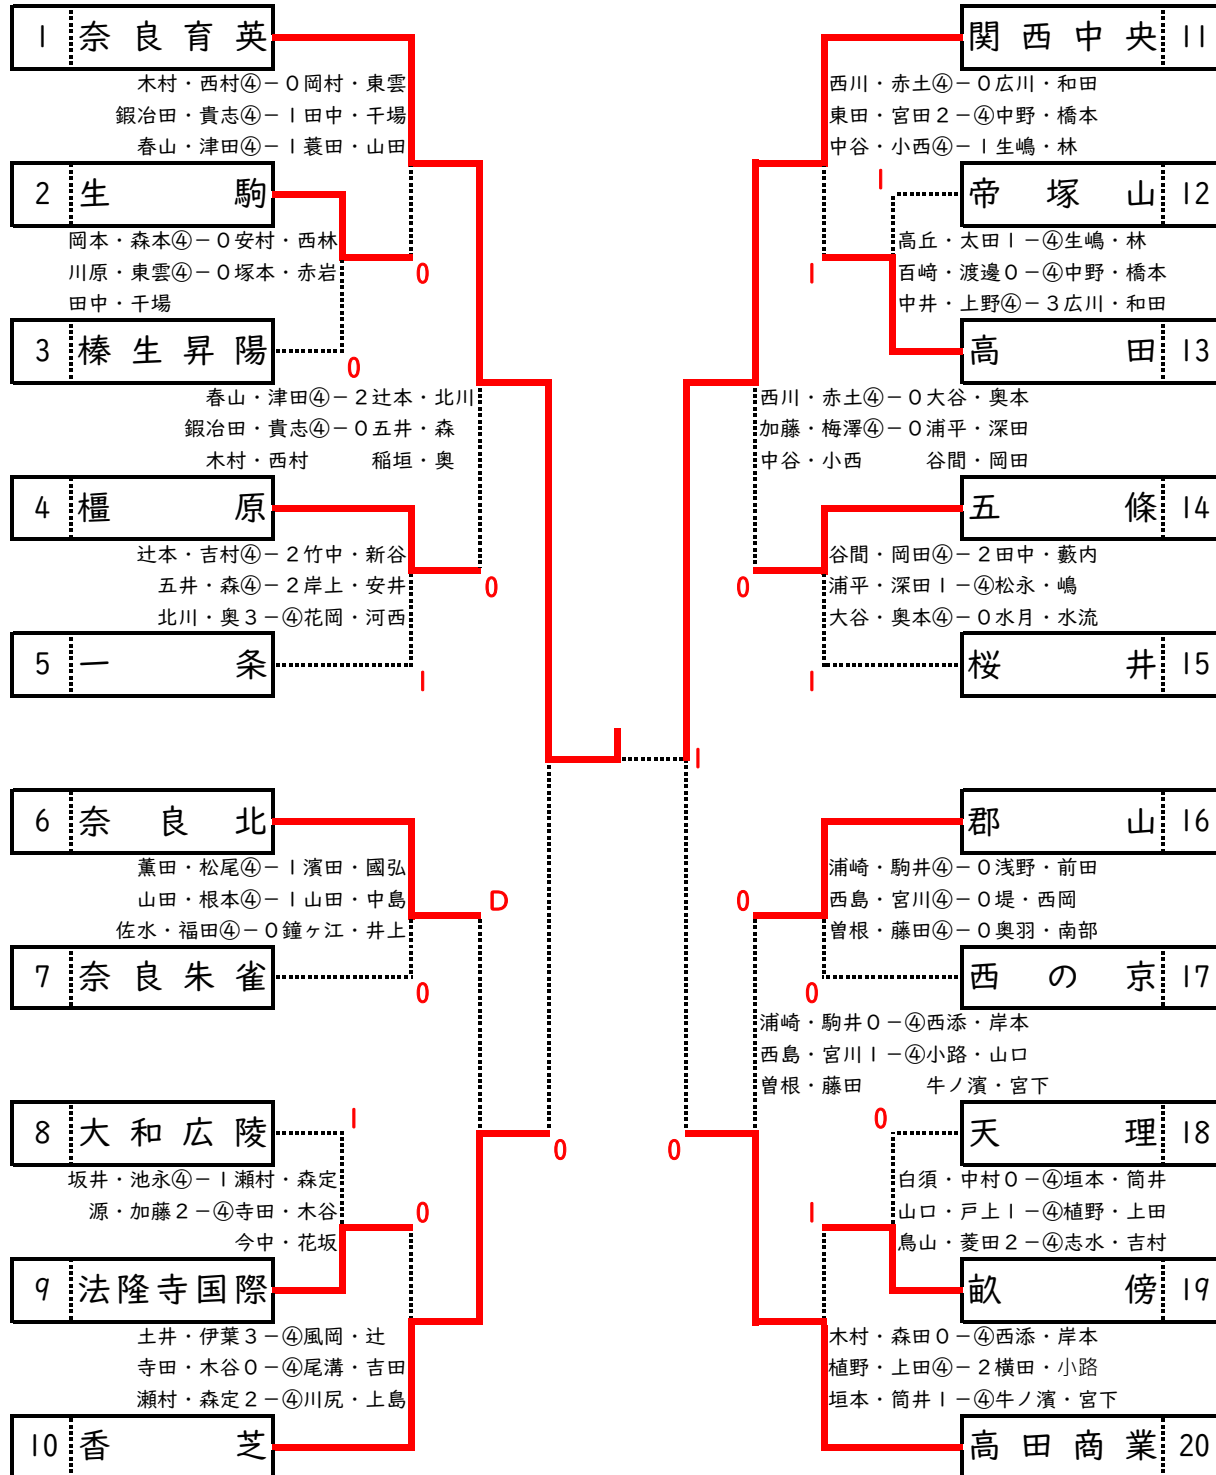 1 奈良育英
木村・西村④－0岡村・東雲
鍜冶田・貴志④－1田中・干場
春山・津田④－1蓑田・山田
2 生駒
岡本・森本④－0安村・西林
川原・東雲④－0塚本・赤岩
田中・干場
0
3 榛生昇陽
0
春山・津田④－2辻本・北川
鍜冶田・貴志④－0五井・森
木村・西村 稲垣・奥
4 橿原
辻本・吉村④－2竹中・新谷
五井・森④－2岸上・安井
北川・奥3－④花岡・河西
0
5 一条
1
6 奈良北
薫田・松尾④－1濱田・國弘
山田・根本④－1山田・中島
佐水・福田④－0鐘ヶ江・井上
D
7 奈良朱雀
0
8 大和広陵
1
坂井・池永④－1瀬村・森定
源・加藤2－④寺田・木谷
今中・花坂
0
0
9 法隆寺国際
土井・伊葉3－④風岡・辻
寺田・木谷0－④尾溝・吉田
瀬村・森定2－④川尻・上島
10 香芝
関西中央 11
西川・赤土④－0広川・和田
東田・宮田2－④中野・橋本
中谷・小西④－1生嶋・林
1
帝塚山 12
高丘・太田1－④生嶋・林
百﨑・渡邊0－④中野・橋本
中井・上野④－3広川・和田
1
高田 13
西川・赤土④－0大谷・奥本
加藤・梅澤④－0浦平・深田
中谷・小西 谷間・岡田
五條 14
谷間・岡田④－2田中・藪内
浦平・深田1－④松永・嶋
大谷・奥本④－0水月・水流
0
桜井 15
1
1
郡山 16
浦崎・駒井④－0浅野・前田
西島・宮川④－0堤・西岡
曽根・藤田④－0奥羽・南部
0
西の京 17
0
浦崎・駒井0－④西添・岸本
西島・宮川1－④小路・山口
曽根・藤田 牛ノ濱・宮下
0
天理 18
0
白須・中村0－④垣本・筒井
山口・戸上1－④植野・上田
鳥山・菱田2－④志水・吉村
1
畝傍 19
木村・森田0－④西添・岸本
植野・上田④－2横田・小路
垣本・筒井1－④牛ノ濱・宮下
高田商業 20